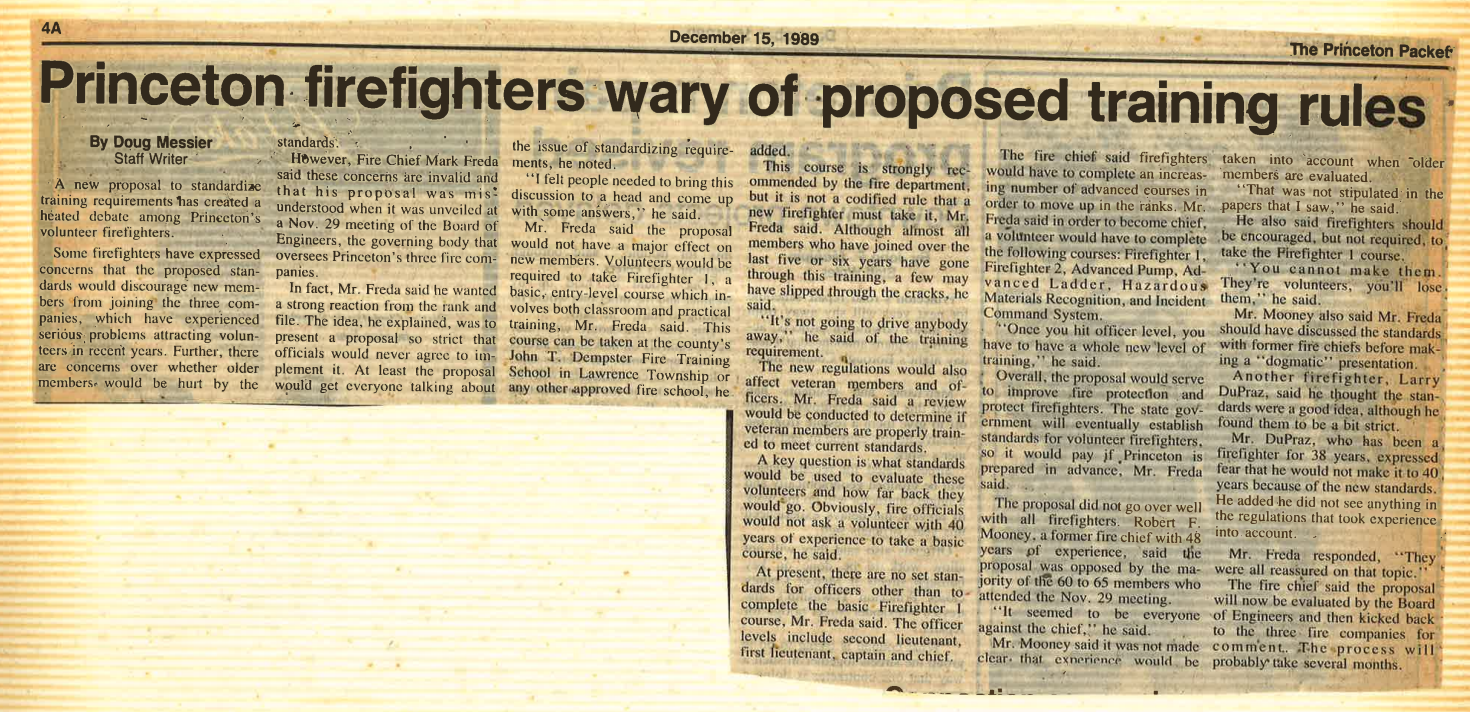 4A
December 15, 1989
The Princeton Packet
Princeton firefighters wary of proposed training rules
By Doug Messier
Staff Writer
A new proposal to standardize
training requirements has created a
heated debate among Princeton's
volunteer firefighters.
Some firefighters have expressed
concerns that the proposed stan-
dards would discourage new mem-
bers from joining the three com-
panies, which have experienced
serious problems attracting volun-
teers in recent years. Further, there
are concerns over whether older
members would be hurt by the
standards.
However, Fire Chief Mark Freda
said these concerns are invalid and
that his proposal was mis-
understood when it was unveiled at
a Nov. 29 meeting of the Board of
Engineers, the governing body that
oversees Princeton's three fire com-
panies.
In fact, Mr. Freda said he wanted
a strong reaction from the rank and
file. The idea, he explained, was to
present a proposal so strict that
officials would never agree to im-
plement it. At least the proposal
would get everyone talking about
the issue of standardizing require-
ments, he noted.
"I felt people needed to bring this
discussion to a head and come up
with some answers," he said.
Mr. Freda said the proposal
would not have a major effect on
new members. Volunteers would be
required to take Firefighter 1, a
basic, entry-level course which in-
volves both classroom and practical
training, Mr. Freda said. This
course can be taken at the county's
John T. Dempster Fire Training
School in Lawrence Township or
any other approved fire school, he
added.
This course is strongly rec-
ommended by the fire department,
but it is not a codified rule that a
new firefighter must take it, Mr.
Freda said. Although almost all
members who have joined over the
last five or six years have gone
through this training, a few may
have slipped through the cracks, he
said.
"It's not going to drive anybody
away," he said of the training
requirement.
The new regulations would also
affect veteran members and of-
ficers. Mr. Freda said a review
would be conducted to determine if
veteran members are properly train-
ed to meet current standards.
A key question is what standards
would be used to evaluate these
volunteers and how far back they
would go. Obviously, fire officials
would not ask a volunteer with 40
years of experience to take a basic
course, he said.
At present, there are no set stan-
dards for officers other than to
complete the basic Firefighter 1
course, Mr. Freda said. The officer
levels include second lieutenant,
first lieutenant, captain and chief.
The fire chief said firefighters
would have to complete an increas-
ing number of advanced courses in
order to move up in the ranks. Mr.
Freda said in order to become chief,
a volunteer would have to complete
the following courses: Firefighter 1,
Firefighter 2, Advanced Pump, Ad-
vanced Ladder, Hazardous
Materials Recognition, and Incident
Command System.
"Once you hit officer level, you
have to have a whole new level of
training," he said.
Overall, the proposal would serve
to improve fire protection and
protect firefighters. The state gov-
ernment will eventually establish
standards for volunteer firefighters,
so it would pay if Princeton is
prepared in advance, Mr. Freda
said.
The proposal did not go over well
with all firefighters. Robert F.
Mooney, a former fire chief with 48
years of experience, said the
proposal was opposed by the ma-
jority of the 60 to 65 members who
attended the Nov. 29 meeting.
"It seemed to be everyone
against the chief," he said.
Mr. Mooney said it was not made
clear that experience would be
taken into account when older
members are evaluated.
"That was not stipulated in the
papers that I saw," he said.
He also said firefighters should
be encouraged, but not required, to
take the Firefighter 1 course.
"You cannot make them.
They're volunteers, you'll lose
them," he said.
Mr. Mooney also said Mr. Freda
should have discussed the standards
with former fire chiefs before mak-
ing a "dogmatic" presentation.
Another firefighter, Larry
DuPraz, said he thought the stan-
dards were a good idea, although he
found them to be a bit strict.
Mr. DuPraz, who has been a
firefighter for 38 years, expressed
fear that he would not make it to 40
years because of the new standards.
He added he did not see anything in
the regulations that took experience
into account.
Mr. Freda responded, "They
were all reassured on that topic."
The fire chief said the proposal
will now be evaluated by the Board
of Engineers and then kicked back
to the three fire companies for
comment. The process will
probably take several months.